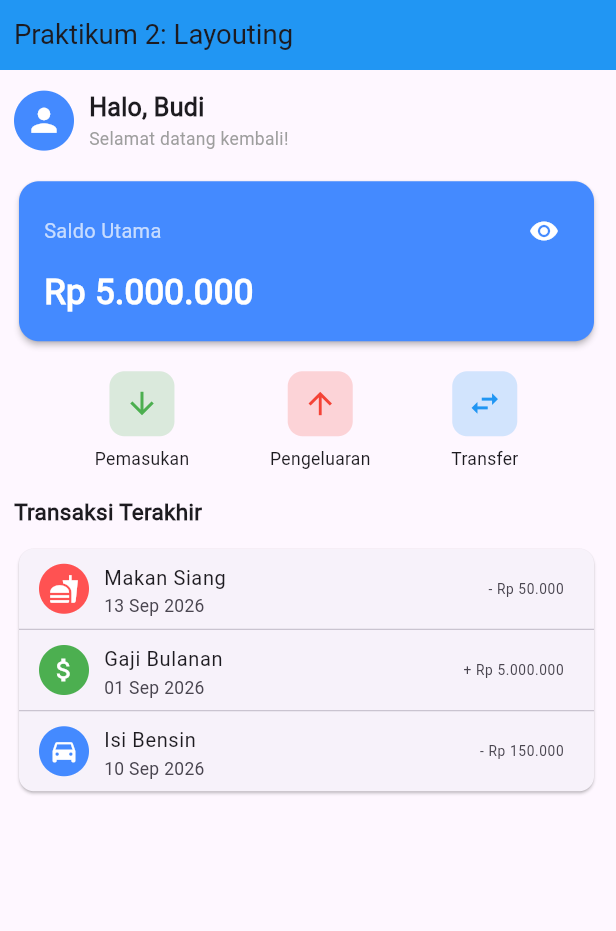 Praktikum 2: Layouting
Halo, Budi
Selamat datang kembali!
Saldo Utama
Rp 5.000.000
Pemasukan
Pengeluaran
Transfer
Transaksi Terakhir
Makan Siang
13 Sep 2026
- Rp 50.000
Gaji Bulanan
01 Sep 2026
+ Rp 5.000.000
Isi Bensin
10 Sep 2026
- Rp 150.000